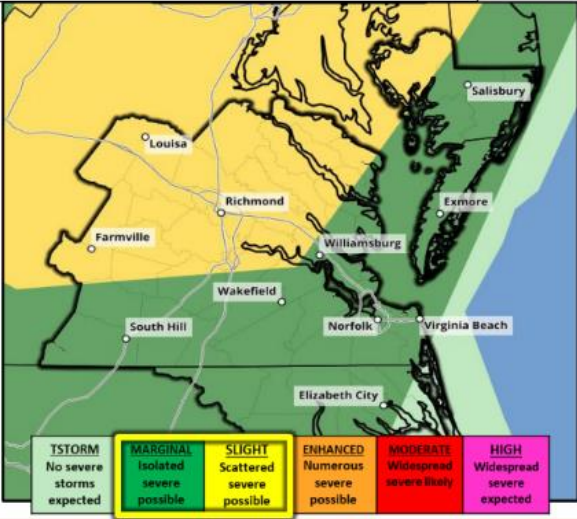 Salisbury
Louisa
Richmond
Exmore
Farmville
Williamsburg
Wakefield
South Hill
Norfolk
Virginia Beach
Elizabeth City
TSTORM
No severe
storms
expected
MARGINAL
Isolated
severe
possible
SLIGHT
Scattered
severe
possible
ENHANCED
Numerous
severe
possible
MODERATE
Widespread
severe likely
HIGH
Widespread
severe
expected